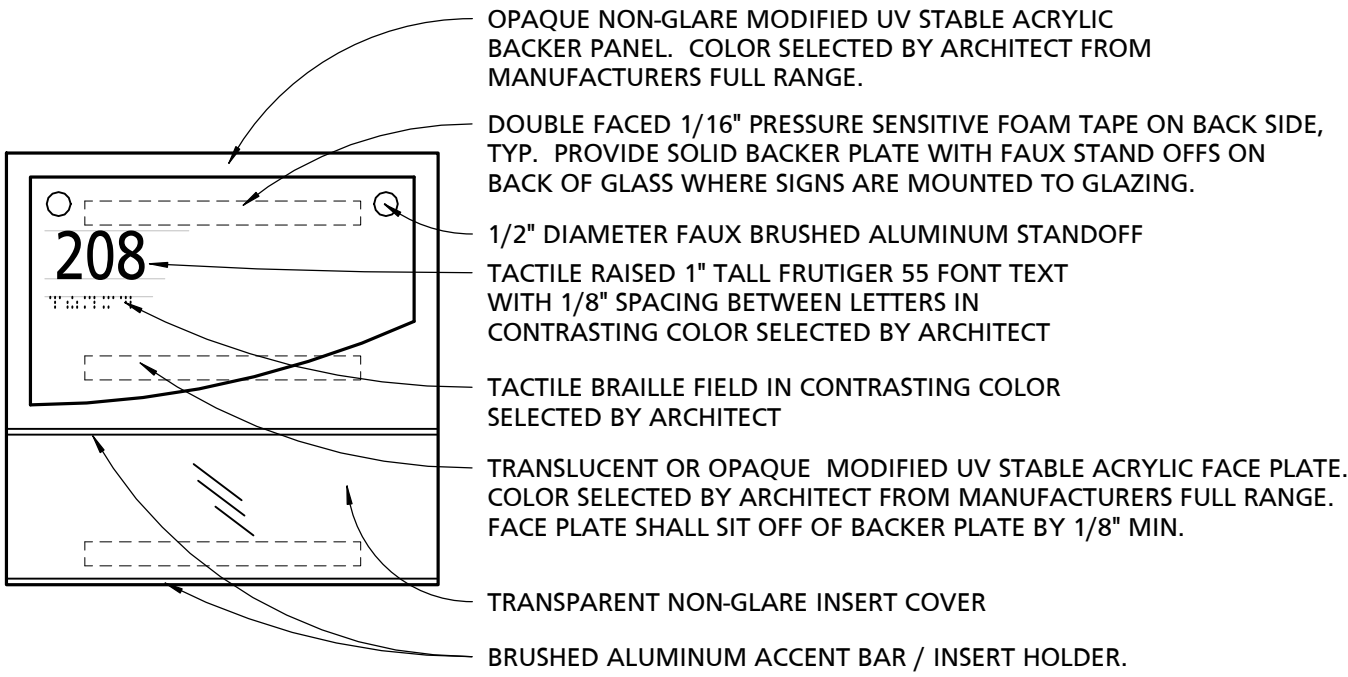 OPAQUE NON-GLARE MODIFIED UV STABLE ACRYLIC
BACKER PANEL. COLOR SELECTED BY ARCHITECT FROM
MANUFACTURERS FULL RANGE.
DOUBLE FACED 1/16" PRESSURE SENSITIVE FOAM TAPE ON BACK SIDE,
TYP. PROVIDE SOLID BACKER PLATE WITH FAUX STAND OFFS ON
BACK OF GLASS WHERE SIGNS ARE MOUNTED TO GLAZING.
1/2" DIAMETER FAUX BRUSHED ALUMINUM STANDOFF
208
TACTILE RAISED 1" TALL FRUTIGER 55 FONT TEXT
WITH 1/8" SPACING BETWEEN LETTERS IN
CONTRASTING COLOR SELECTED BY ARCHITECT
TACTILE BRAILLE FIELD IN CONTRASTING COLOR
SELECTED BY ARCHITECT
TRANSLUCENT OR OPAQUE MODIFIED UV STABLE ACRYLIC FACE PLATE.
COLOR SELECTED BY ARCHITECT FROM MANUFACTURERS FULL RANGE.
FACE PLATE SHALL SIT OFF OF BACKER PLATE BY 1/8" MIN.
TRANSPARENT NON-GLARE INSERT COVER
BRUSHED ALUMINUM ACCENT BAR / INSERT HOLDER.